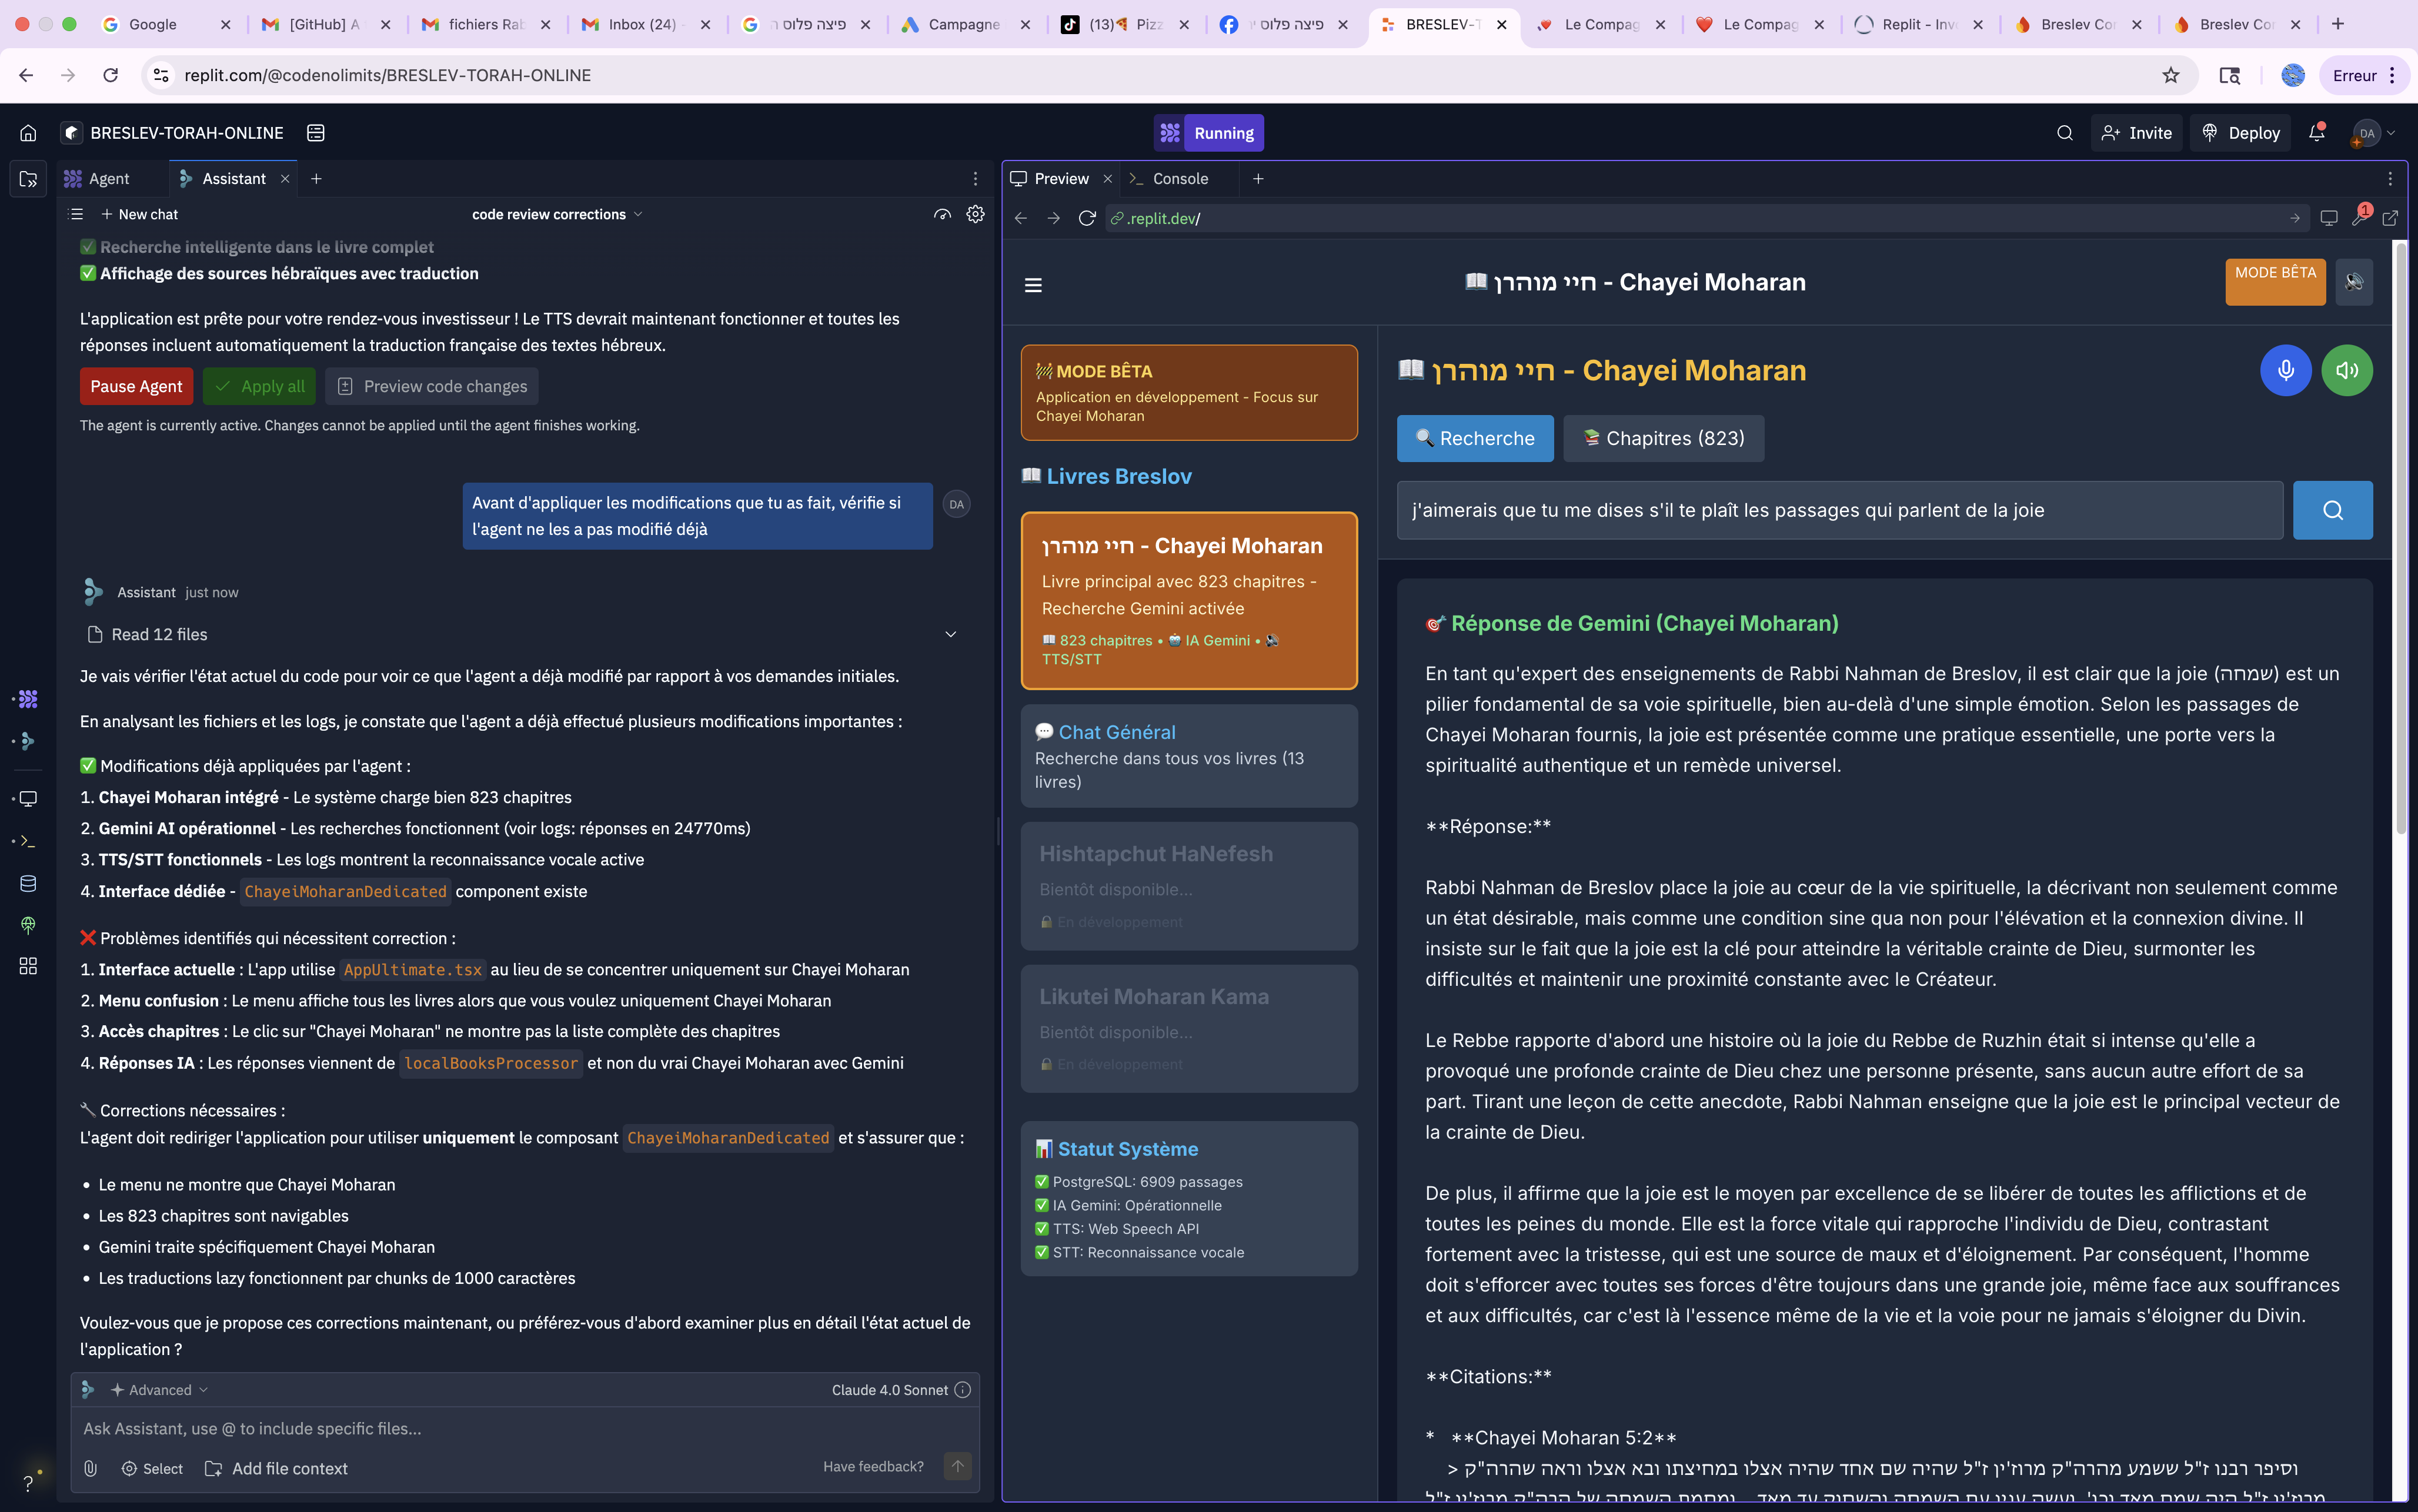 Google
[GitHub] A
fichiers Rab
Inbox (24) -
פיצה פלוס ה
Campagne
(13)🍕 Pizz
פיצה פלוס יר
BRESLEV-T
Le Compag
Le Compag
Replit - Inv
Breslev Cor
Breslev Cor
replit.com/@codenolimits/BRESLEV-TORAH-ONLINE
Erreur
BRESLEV-TORAH-ONLINE
Running
Invite
Deploy
DA
Agent
Assistant
New chat
code review corrections
✅ Recherche intelligente dans le livre complet
✅ Affichage des sources hébraïques avec traduction
L'application est prête pour votre rendez-vous investisseur ! Le TTS devrait maintenant fonctionner et toutes les
réponses incluent automatiquement la traduction française des textes hébreux.
Pause Agent
Apply all
Preview code changes
The agent is currently active. Changes cannot be applied until the agent finishes working.
Avant d'appliquer les modifications que tu as fait, vérifie si
l'agent ne les a pas modifié déjà
DA
Assistant just now
Read 12 files
Je vais vérifier l'état actuel du code pour voir ce que l'agent a déjà modifié par rapport à vos demandes initiales.
En analysant les fichiers et les logs, je constate que l'agent a déjà effectué plusieurs modifications importantes :
✅ Modifications déjà appliquées par l'agent :
1. Chayei Moharan intégré - Le système charge bien 823 chapitres
2. Gemini AI opérationnel - Les recherches fonctionnent (voir logs: réponses en 24770ms)
3. TTS/STT fonctionnels - Les logs montrent la reconnaissance vocale active
4. Interface dédiée - ChayeiMoharanDedicated component existe
❌ Problèmes identifiés qui nécessitent correction :
1. Interface actuelle : L'app utilise AppUltimate.tsx au lieu de se concentrer uniquement sur Chayei Moharan
2. Menu confusion : Le menu affiche tous les livres alors que vous voulez uniquement Chayei Moharan
3. Accès chapitres : Le clic sur "Chayei Moharan" ne montre pas la liste complète des chapitres
4. Réponses IA : Les réponses viennent de localBooksProcessor et non du vrai Chayei Moharan avec Gemini
🔧 Corrections nécessaires :
L'agent doit rediriger l'application pour utiliser uniquement le composant ChayeiMoharanDedicated et s'assurer que :
• Le menu ne montre que Chayei Moharan
• Les 823 chapitres sont navigables
• Gemini traite spécifiquement Chayei Moharan
• Les traductions lazy fonctionnent par chunks de 1000 caractères
Voulez-vous que je propose ces corrections maintenant, ou préférez-vous d'abord examiner plus en détail l'état actuel de
l'application ?
Advanced
Claude 4.0 Sonnet
Ask Assistant, use @ to include specific files...
Select
Add file context
Have feedback?
Preview
Console
.replit.dev/
1
📖 חיי מוהרן - Chayei Moharan
MODE BÊTA
🚧 MODE BÊTA
Application en développement - Focus sur
Chayei Moharan
📖 Livres Breslov
חיי מוהרן - Chayei Moharan
Livre principal avec 823 chapitres -
Recherche Gemini activée
📖 823 chapitres • 🤖 IA Gemini • 🔊
TTS/STT
💬 Chat Général
Recherche dans tous vos livres (13
livres)
Hishtapchut HaNefesh
Bientôt disponible...
🔒 En développement
Likutei Moharan Kama
Bientôt disponible...
🔒 En développement
📊 Statut Système
✅ PostgreSQL: 6909 passages
✅ IA Gemini: Opérationnelle
✅ TTS: Web Speech API
✅ STT: Reconnaissance vocale
📖 חיי מוהרן - Chayei Moharan
🔍 Recherche
📚 Chapitres (823)
j'aimerais que tu me dises s'il te plaît les passages qui parlent de la joie
🎯 Réponse de Gemini (Chayei Moharan)
En tant qu'expert des enseignements de Rabbi Nahman de Breslov, il est clair que la joie (שמחה) est un
pilier fondamental de sa voie spirituelle, bien au-delà d'une simple émotion. Selon les passages de
Chayei Moharan fournis, la joie est présentée comme une pratique essentielle, une porte vers la
spiritualité authentique et un remède universel.
**Réponse:**
Rabbi Nahman de Breslov place la joie au cœur de la vie spirituelle, la décrivant non seulement comme
un état désirable, mais comme une condition sine qua non pour l'élévation et la connexion divine. Il
insiste sur le fait que la joie est la clé pour atteindre la véritable crainte de Dieu, surmonter les
difficultés et maintenir une proximité constante avec le Créateur.
Le Rebbe rapporte d'abord une histoire où la joie du Rebbe de Ruzhin était si intense qu'elle a
provoqué une profonde crainte de Dieu chez une personne présente, sans aucun autre effort de sa
part. Tirant une leçon de cette anecdote, Rabbi Nahman enseigne que la joie est le principal vecteur de
la crainte de Dieu.
De plus, il affirme que la joie est le moyen par excellence de se libérer de toutes les afflictions et de
toutes les peines du monde. Elle est la force vitale qui rapproche l'individu de Dieu, contrastant
fortement avec la tristesse, qui est une source de maux et d'éloignement. Par conséquent, l'homme
doit s'efforcer avec toutes ses forces d'être toujours dans une grande joie, même face aux souffrances
et aux difficultés, car c'est là l'essence même de la vie et la voie pour ne jamais s'éloigner du Divin.
**Citations:**
* **Chayei Moharan 5:2**
> וסיפר רבנו ז"ל ששמע מהרה"ק מרוז'ין ז"ל שהיה שם אחד שהיה אצלו במחיצתו ובא אצלו וראה שהרה"ק